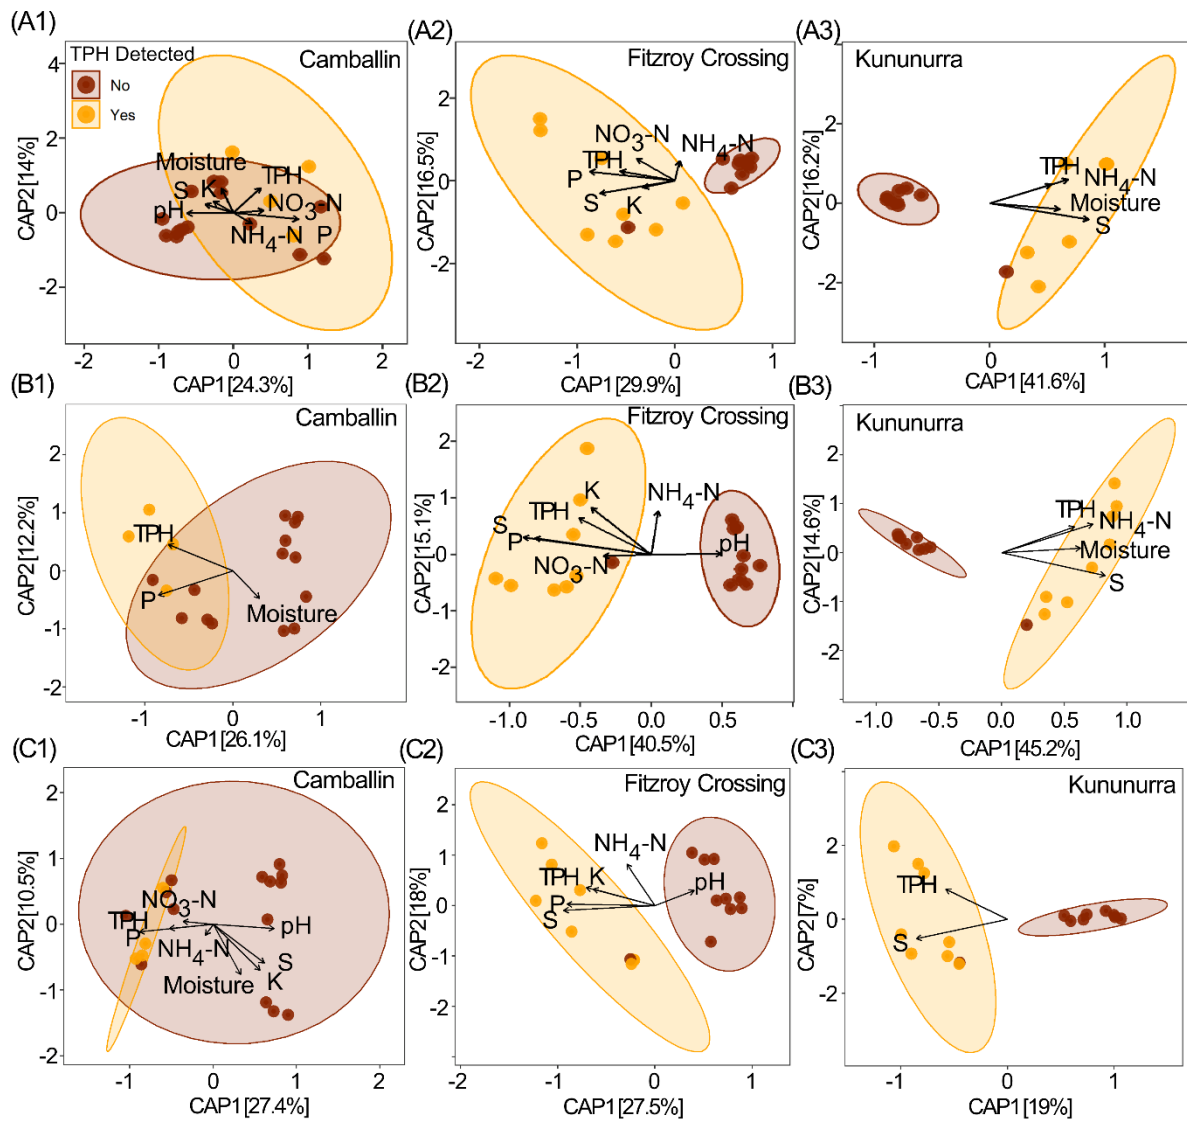 (A1)
(A2)
(A3)
TPH Detected
No
Yes
Camballin
Fitzroy Crossing
Kununurra
CAP2 [14%]
4
2
0
-2
Moisture
TPH
S
K
NO3-N
pH
NH4-N
P
-2
0
1
2
CAP1 [24.3%]
CAP2 [16.5%]
2
0
-2
NO3-N
NH4-N
TPH
P
S
K
-2
-1
0
1
CAP1 [29.9%]
CAP2 [16.2%]
2
0
-2
TPH
NH4-N
Moisture
S
-1
0
1
CAP1 [41.6%]
(B1)
(B2)
(B3)
Camballin
Fitzroy Crossing
Kununurra
CAP2 [12.2%]
2
1
0
-1
-2
TPH
P
Moisture
-1
0
1
CAP1 [26.1%]
CAP2 [15.1%]
2
1
0
-1
-2
K
NH4-N
S
TPH
P
pH
NO3-N
-1.0
-0.5
0.0
0.5
CAP1 [40.5%]
CAP2 [14.6%]
2
1
0
-1
-2
TPH
NH4-N
Moisture
S
-1.0
-0.5
0.0
0.5
1.0
CAP1 [45.2%]
(C1)
(C2)
(C3)
Camballin
Fitzroy Crossing
Kununurra
CAP2 [10.5%]
2
1
0
-1
-2
NO3-N
TPH
P
pH
NH4-N
S
Moisture
K
-1
0
1
2
CAP1 [27.4%]
CAP2 [18%]
2
1
0
-1
-2
NH4-N
TPH
K
pH
P
S
-2
-1
0
1
CAP1 [27.5%]
CAP2 [7%]
2
0
-2
TPH
S
-1
0
1
CAP1 [19%]